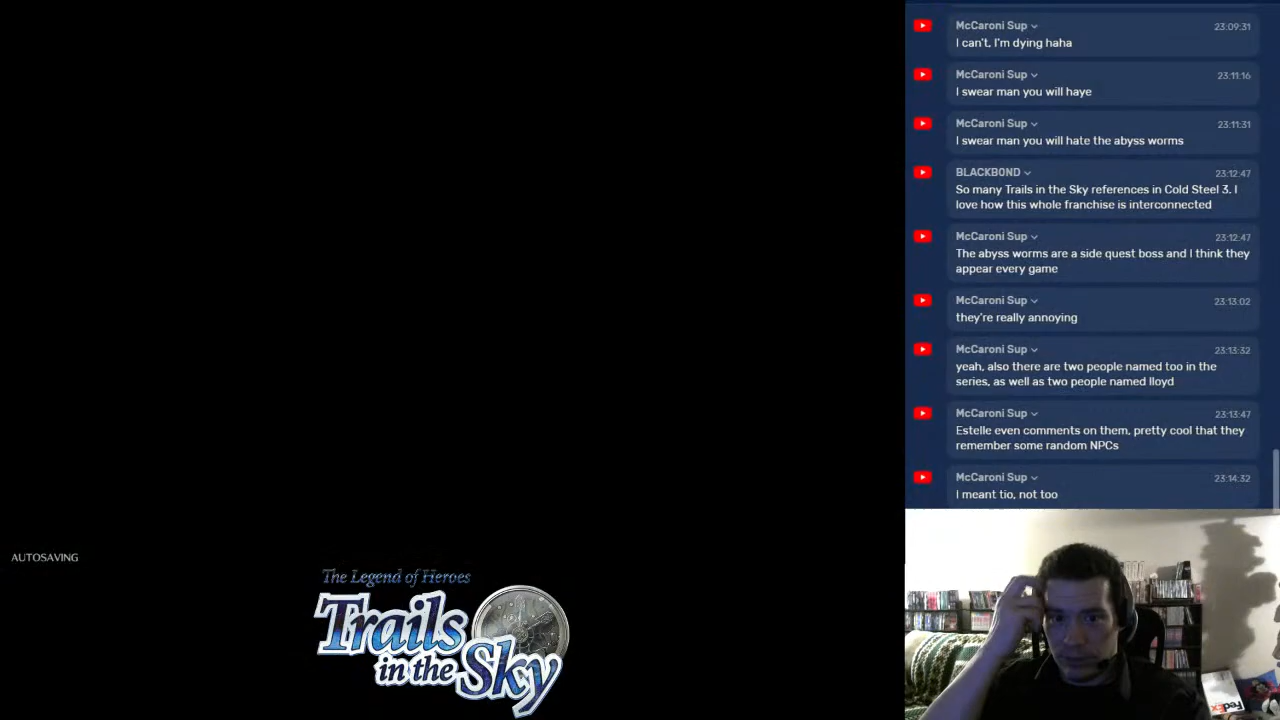 McCaroni Sup
23:09:31
I can't, I'm dying haha
McCaroni Sup
23:11:16
I swear man you will haye
McCaroni Sup
23:11:31
I swear man you will hate the abyss worms
BLACKBOND
23:12:47
So many Trails in the Sky references in Cold Steel 3. I
love how this whole franchise is interconnected
McCaroni Sup
23:12:47
The abyss worms are a side quest boss and I think they
appear every game
McCaroni Sup
23:13:02
they're really annoying
McCaroni Sup
23:13:32
yeah, also there are two people named too in the
series, as well as two people named lloyd
McCaroni Sup
23:13:47
Estelle even comments on them, pretty cool that they
remember some random NPCs
McCaroni Sup
23:14:32
I meant tio, not too
AUTOSAVING
The Legend of Heroes
Trails
in the Sky
FedEx